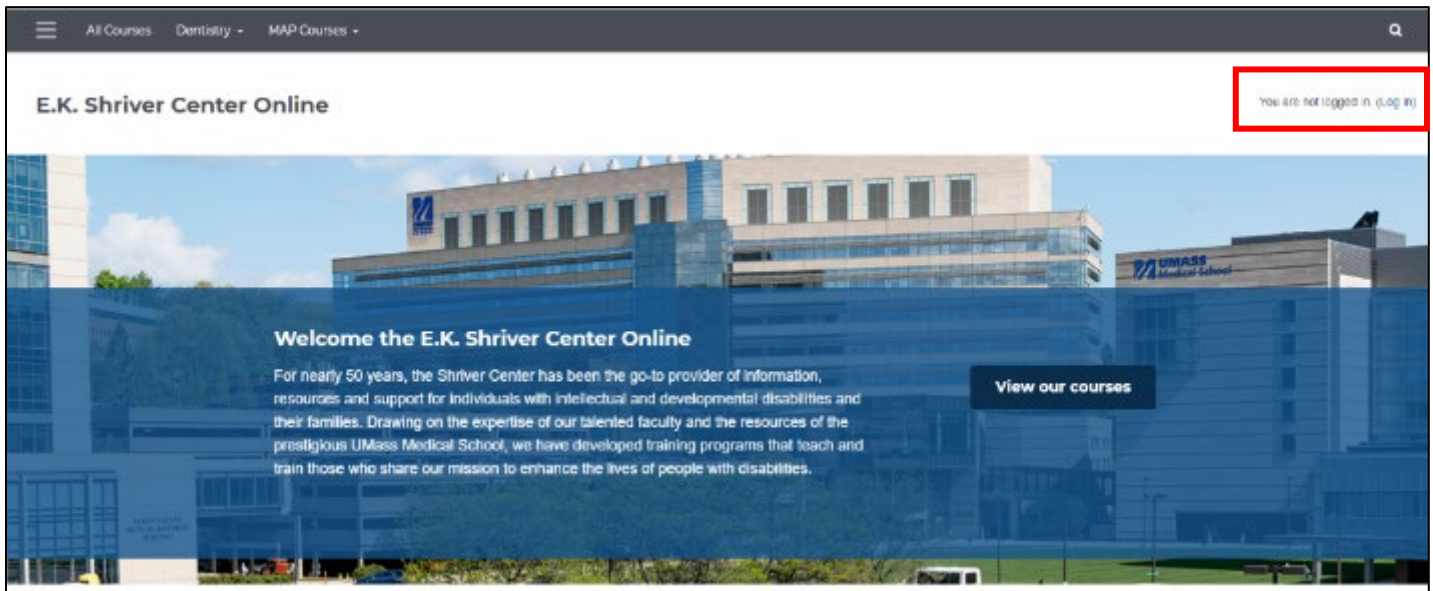 All Courses Dentistry MAP Courses
E.K. Shriver Center Online
You are not logged in. (Log in)
UMASS
Medical School
Welcome the E.K. Shriver Center Online
For nearly 50 years, the Shriver Center has been the go-to provider of information,
resources and support for individuals with intellectual and developmental disabilities and
their families. Drawing on the expertise of our talented faculty and the resources of the
prestigious UMass Medical School, we have developed training programs that teach and
train those who share our mission to enhance the lives of people with disabilities.
View our courses